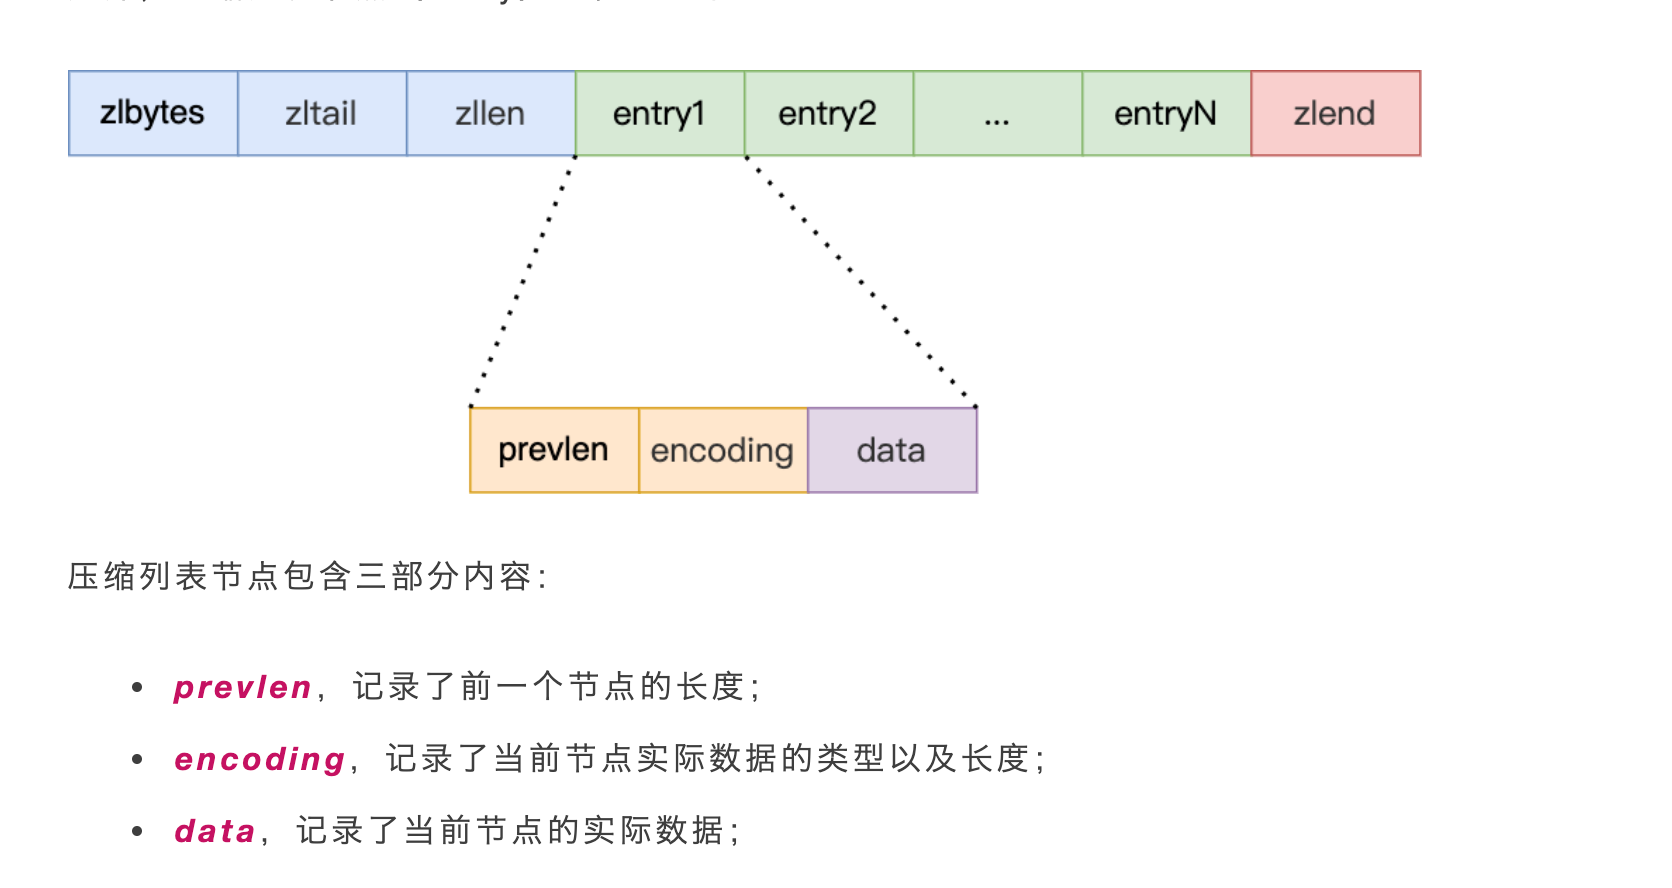 zlbytes zltail zllen entry1 entry2 ... entryN zlend
prevlen encoding data
压缩列表节点包含三部分内容：
• prevlen，记录了前一个节点的长度；
• encoding，记录了当前节点实际数据的类型以及长度；
• data，记录了当前节点的实际数据；